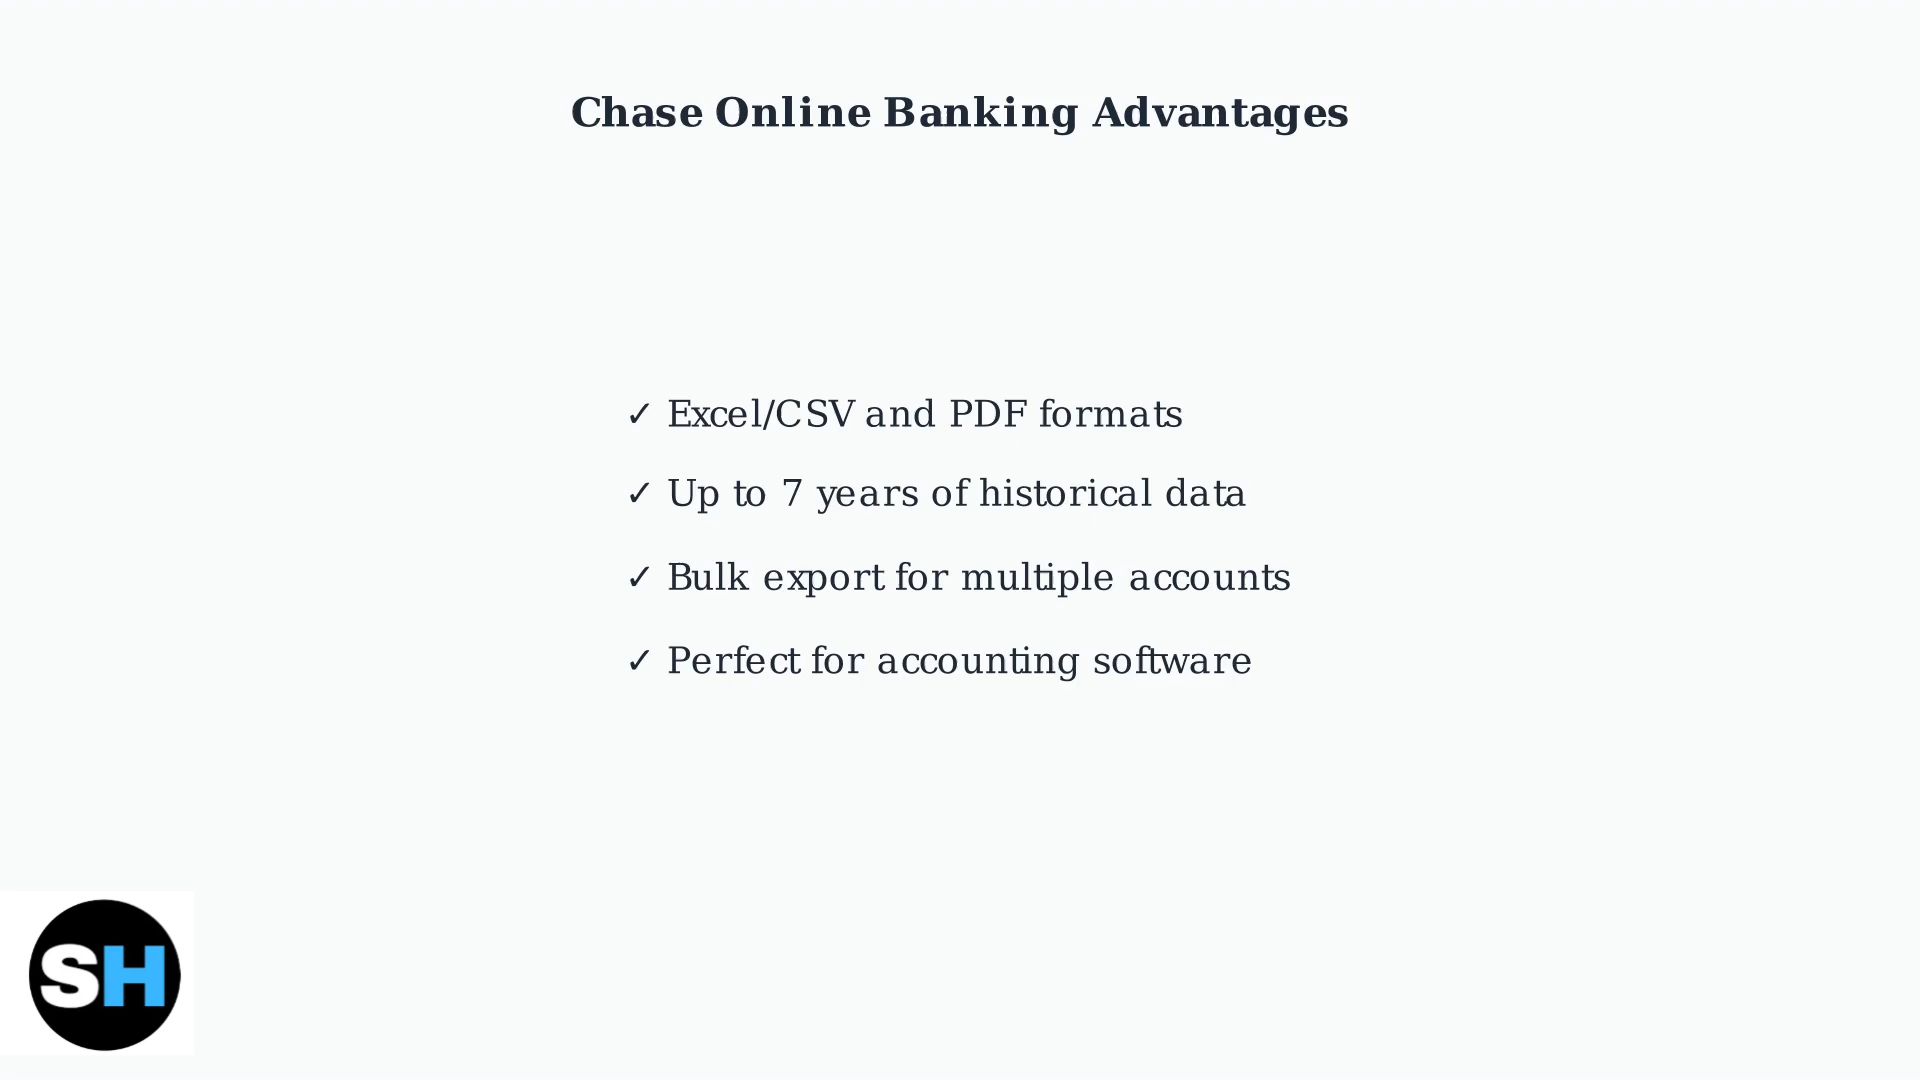 Chase Online Banking Advantages
✓ Excel/CSV and PDF formats
✓ Up to 7 years of historical data
✓ Bulk export for multiple accounts
✓ Perfect for accounting software
SH